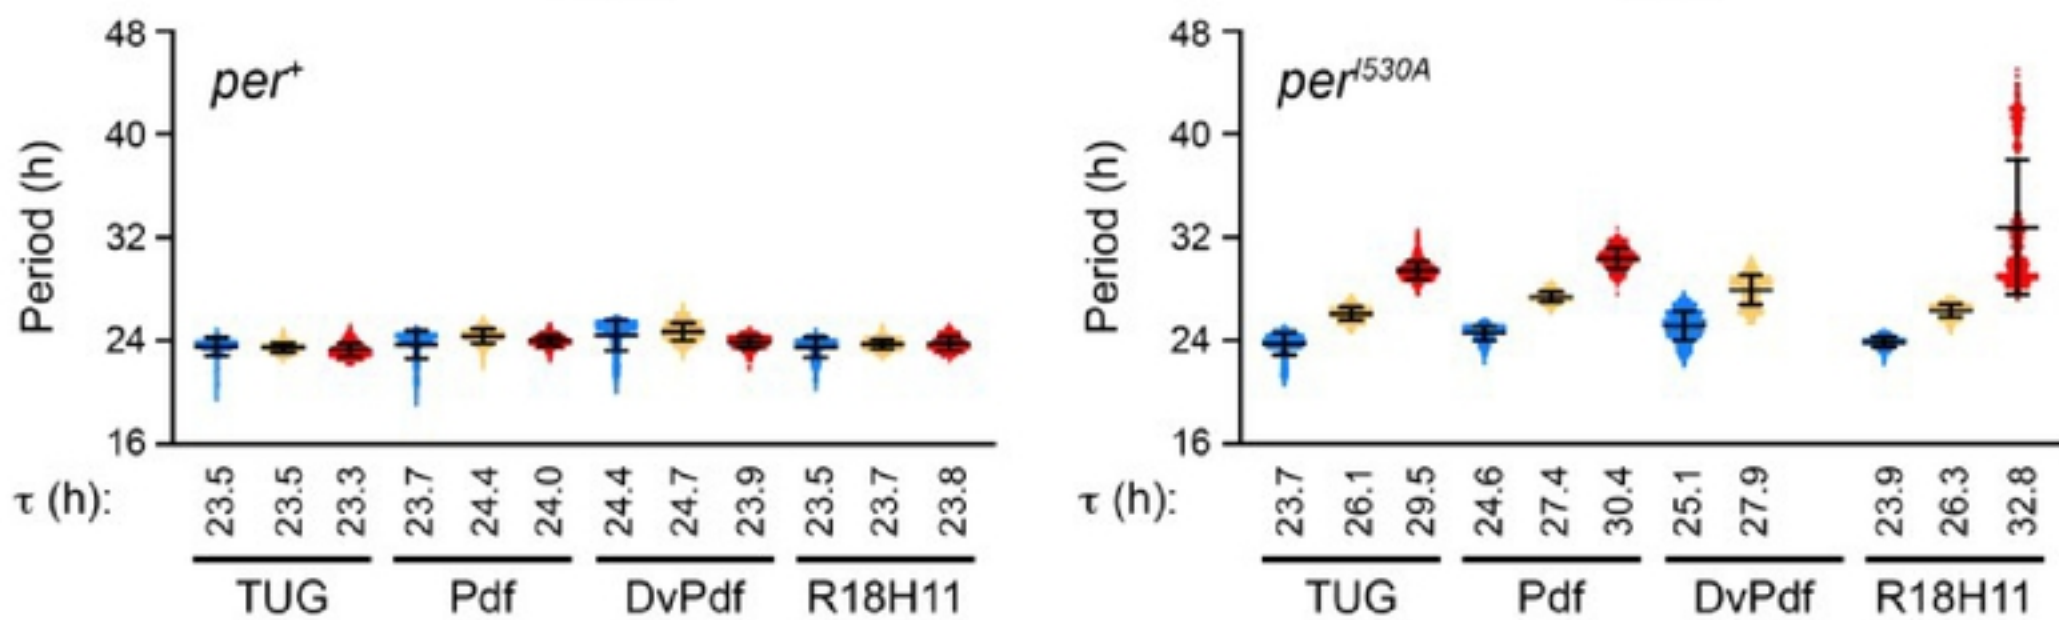 per+
Period (h)
48
40
32
24
16
τ (h):
23.5 23.5 23.3 23.7 24.4 24.0 24.4 24.7 23.9 23.5 23.7 23.8
TUG Pdf DvPdf R18H11
perI530A
Period (h)
48
40
32
24
16
τ (h):
23.7 26.1 29.5 24.6 27.4 30.4 25.1 27.9 23.9 26.3 32.8
TUG Pdf DvPdf R18H11